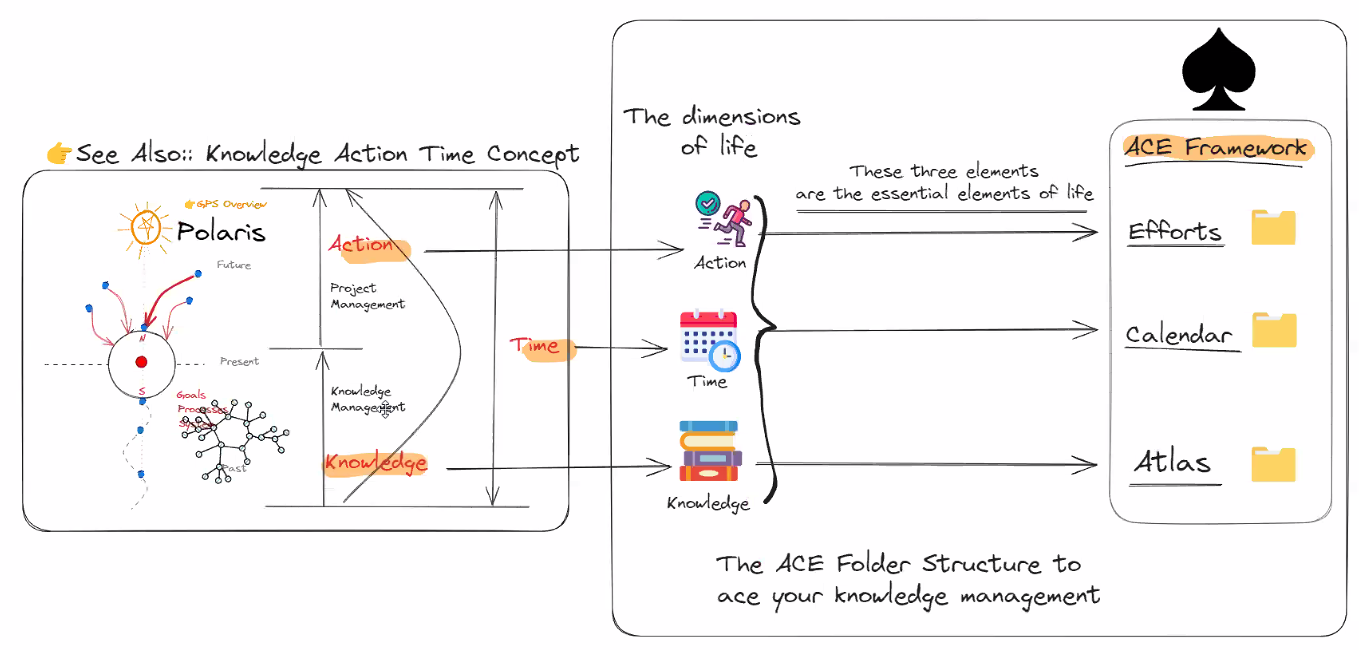 👉See Also:: Knowledge Action Time Concept
👉GPS Overview
Polaris
Future
N
Present
S
Goals
Processes
System
Past
Action
Project
Management
Knowledge
Management
Knowledge
Time
The dimensions
of life
Action
Time
Knowledge
These three elements
are the essential elements of life
ACE Framework
Efforts
Calendar
Atlas
The ACE Folder Structure to
ace your knowledge management